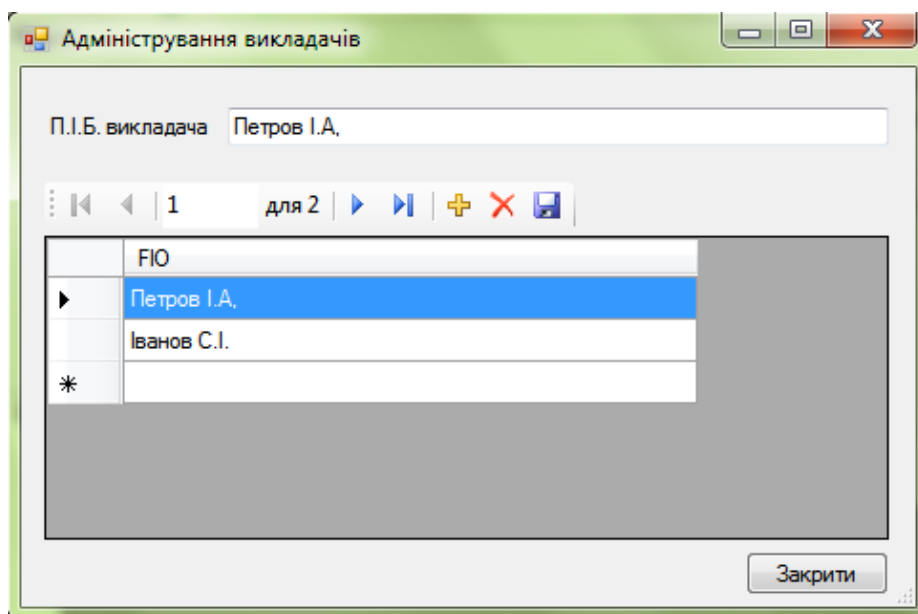 Адміністрування викладачів
П.І.Б. викладача Петров І.А,
1 для 2
FIO
Петров І.А,
Іванов С.І.
Закрити